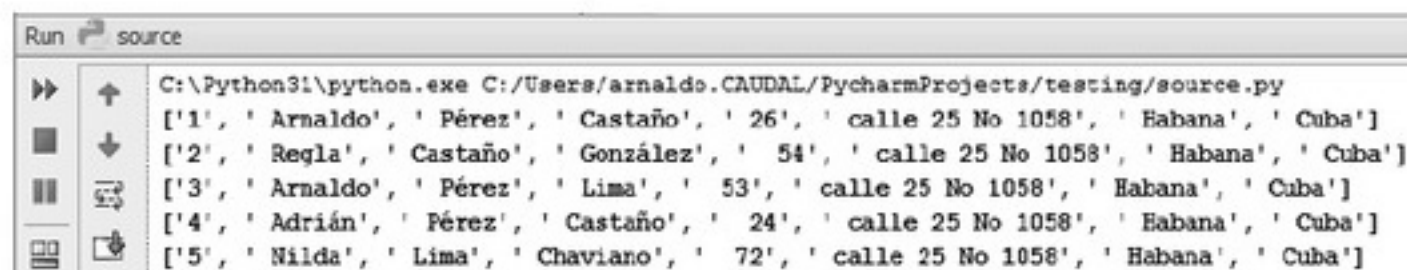 Run source
C:\Python31\python.exe C:/Users/arnaldo.CAUDAL/PycharmProjects/testing/source.py
['1', ' Arnaldo', ' Pérez', ' Castaño', ' 26', ' calle 25 No 1058', ' Habana', ' Cuba']
['2', ' Regla', ' Castaño', ' González', '  54', ' calle 25 No 1058', ' Habana', ' Cuba']
['3', ' Arnaldo', ' Pérez', ' Lima', '  53', ' calle 25 No 1058', ' Habana', ' Cuba']
['4', ' Adrián', ' Pérez', ' Castaño', '  24', ' calle 25 No 1058', ' Habana', ' Cuba']
['5', ' Nilda', ' Lima', ' Chaviano', '  72', ' calle 25 No 1058', ' Habana', ' Cuba']